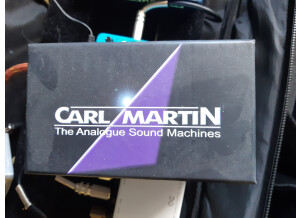 CARL MARTIN
The Analogue Sound Machines